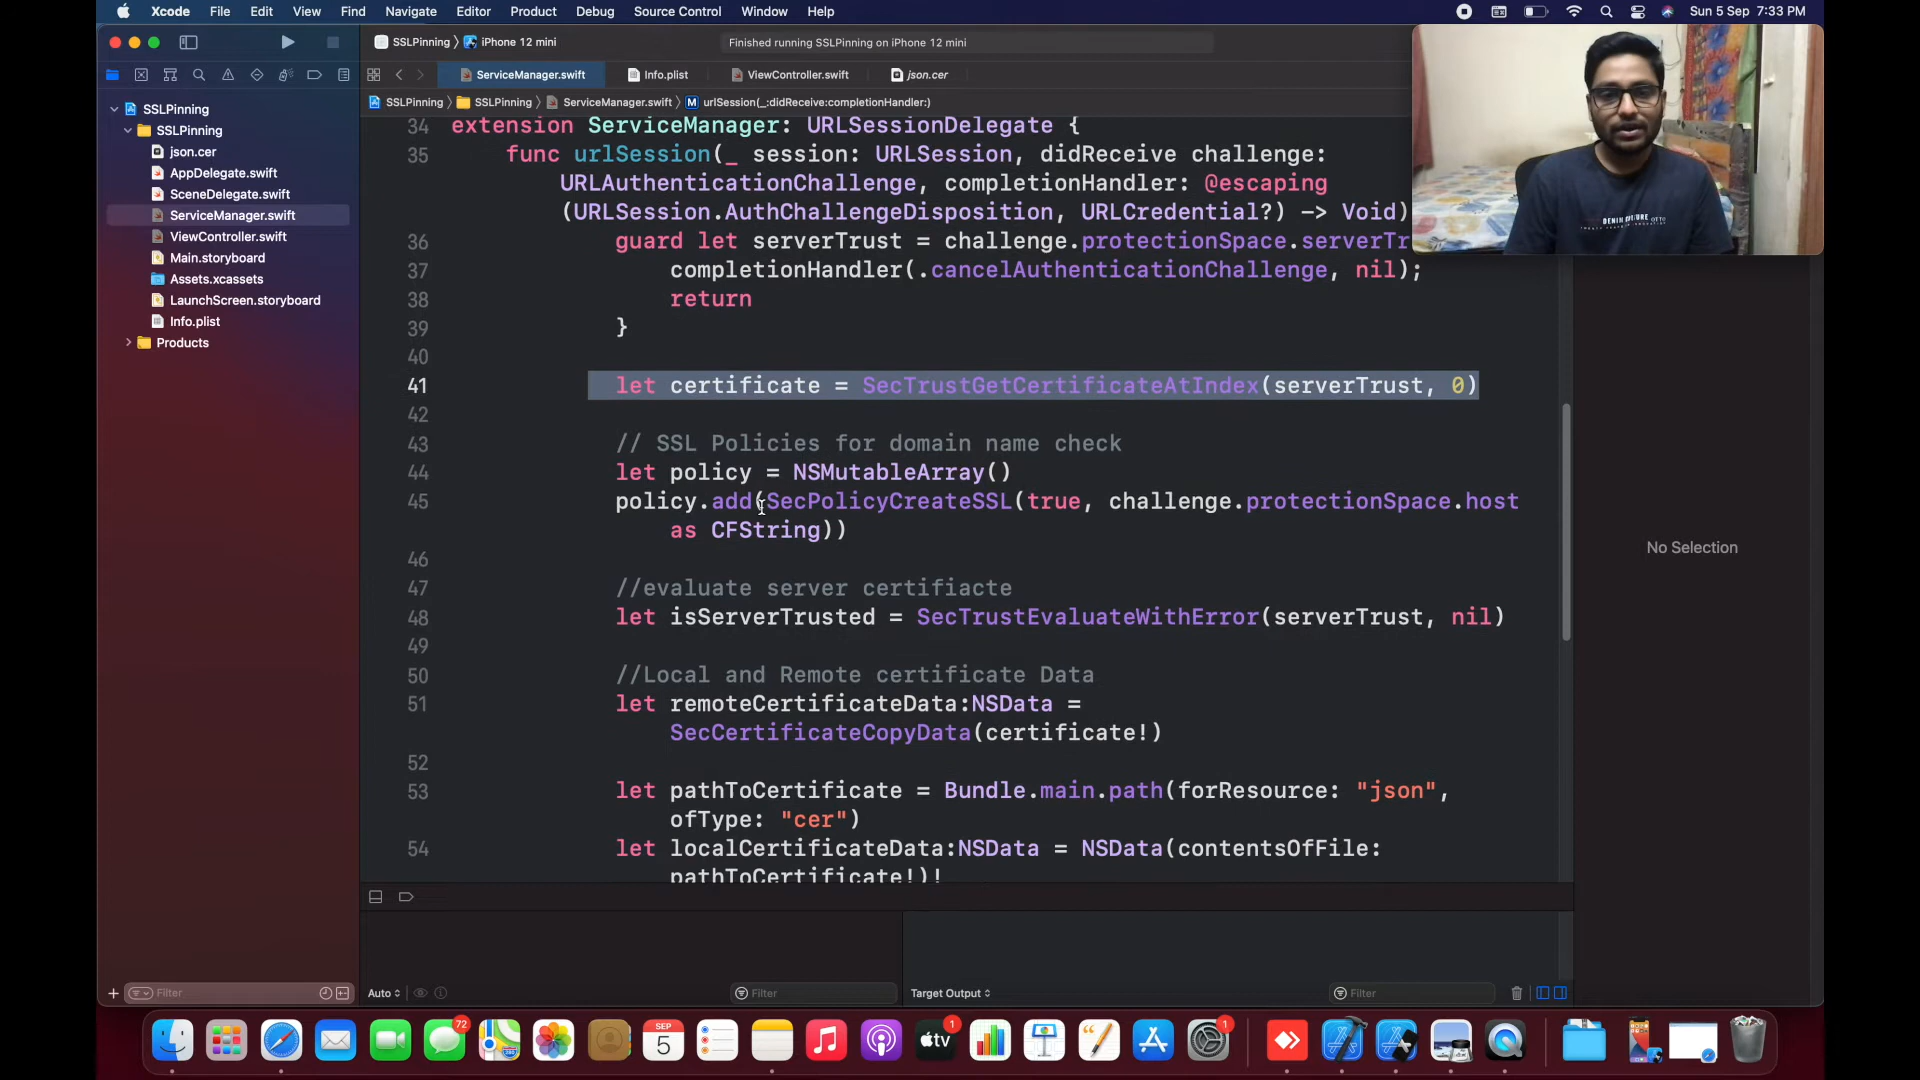 Xcode File Edit View Find Navigate Editor Product Debug Source Control Window Help Sun 5 Sep 7:33 PM
SSLPinning iPhone 12 mini Finished running SSLPinning on iPhone 12 mini
ServiceManager.swift Info.plist ViewController.swift json.cer
SSLPinning SSLPinning ServiceManager.swift M urlSession(_:didReceive:completionHandler:)
SSLPinning
SSLPinning
json.cer
AppDelegate.swift
SceneDelegate.swift
ServiceManager.swift
ViewController.swift
Main.storyboard
Assets.xcassets
LaunchScreen.storyboard
Info.plist
Products
34 extension ServiceManager: URLSessionDelegate {
35 func urlSession(_ session: URLSession, didReceive challenge:
URLAuthenticationChallenge, completionHandler: @escaping
(URLSession.AuthChallengeDisposition, URLCredential?) -> Void)
36 guard let serverTrust = challenge.protectionSpace.serverTr
37 completionHandler(.cancelAuthenticationChallenge, nil);
38 return
39 }
40
41 let certificate = SecTrustGetCertificateAtIndex(serverTrust, 0)
42
43 // SSL Policies for domain name check
44 let policy = NSMutableArray()
45 policy.add(SecPolicyCreateSSL(true, challenge.protectionSpace.host
as CFString))
46
47 //evaluate server certifiacte
48 let isServerTrusted = SecTrustEvaluateWithError(serverTrust, nil)
49
50 //Local and Remote certificate Data
51 let remoteCertificateData:NSData =
SecCertificateCopyData(certificate!)
52
53 let pathToCertificate = Bundle.main.path(forResource: "json",
ofType: "cer")
54 let localCertificateData:NSData = NSData(contentsOfFile:
pathToCertificate!)!
No Selection
Filter Auto Filter Target Output Filter
72 SEP 5 tv 1 1
DENIM CULTURE